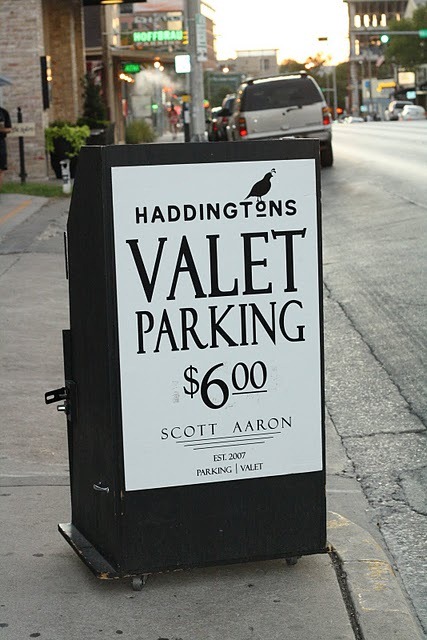 HOFFBRAU
HADDINGTONS
VALET
PARKING
$6.00
SCOTT AARON
EST. 2007
PARKING | VALET